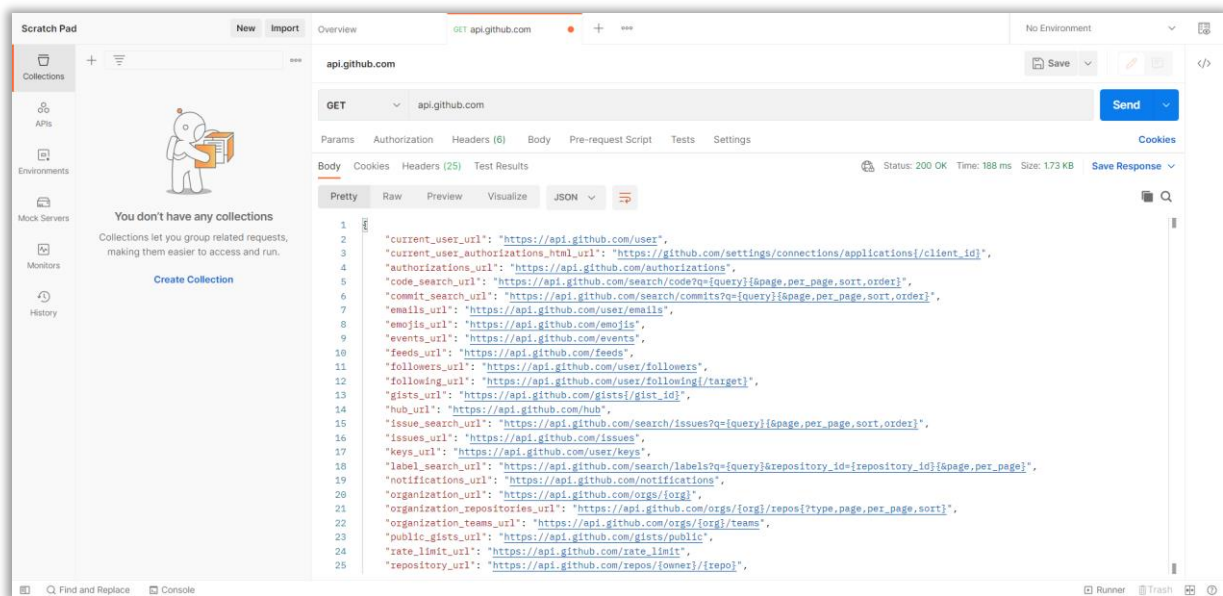 Scratch Pad
New
Import
Overview
GET api.github.com
No Environment
Collections
APIs
Environments
Mock Servers
Monitors
History
You don't have any collections
Collections let you group related requests,
making them easier to access and run.
Create Collection
api.github.com
Save
GET
api.github.com
Send
Params Authorization Headers (6) Body Pre-request Script Tests Settings
Cookies
Body Cookies Headers (25) Test Results
Status: 200 OK Time: 188 ms Size: 1.73 KB
Save Response
Pretty Raw Preview Visualize JSON
1 {
2 "current_user_url": "https://api.github.com/user",
3 "current_user_authorizations_html_url": "https://github.com/settings/connections/applications{/client_id}",
4 "authorizations_url": "https://api.github.com/authorizations",
5 "code_search_url": "https://api.github.com/search/code?q={query}{&page,per_page,sort,order}",
6 "commit_search_url": "https://api.github.com/search/commits?q={query}{&page,per_page,sort,order}",
7 "emails_url": "https://api.github.com/user/emails",
8 "emojis_url": "https://api.github.com/emojis",
9 "events_url": "https://api.github.com/events",
10 "feeds_url": "https://api.github.com/feeds",
11 "followers_url": "https://api.github.com/user/followers",
12 "following_url": "https://api.github.com/user/following{/target}",
13 "gists_url": "https://api.github.com/gists{/gist_id}",
14 "hub_url": "https://api.github.com/hub",
15 "issue_search_url": "https://api.github.com/search/issues?q={query}{&page,per_page,sort,order}",
16 "issues_url": "https://api.github.com/issues",
17 "keys_url": "https://api.github.com/user/keys",
18 "label_search_url": "https://api.github.com/search/labels?q={query}&repository_id={repository_id}{&page,per_page}",
19 "notifications_url": "https://api.github.com/notifications",
20 "organization_url": "https://api.github.com/orgs/{org}",
21 "organization_repositories_url": "https://api.github.com/orgs/{org}/repos{?type,page,per_page,sort}",
22 "organization_teams_url": "https://api.github.com/orgs/{org}/teams",
23 "public_gists_url": "https://api.github.com/gists/public",
24 "rate_limit_url": "https://api.github.com/rate_limit",
25 "repository_url": "https://api.github.com/repos/{owner}/{repo}",
Find and Replace
Console
Runner
Trash